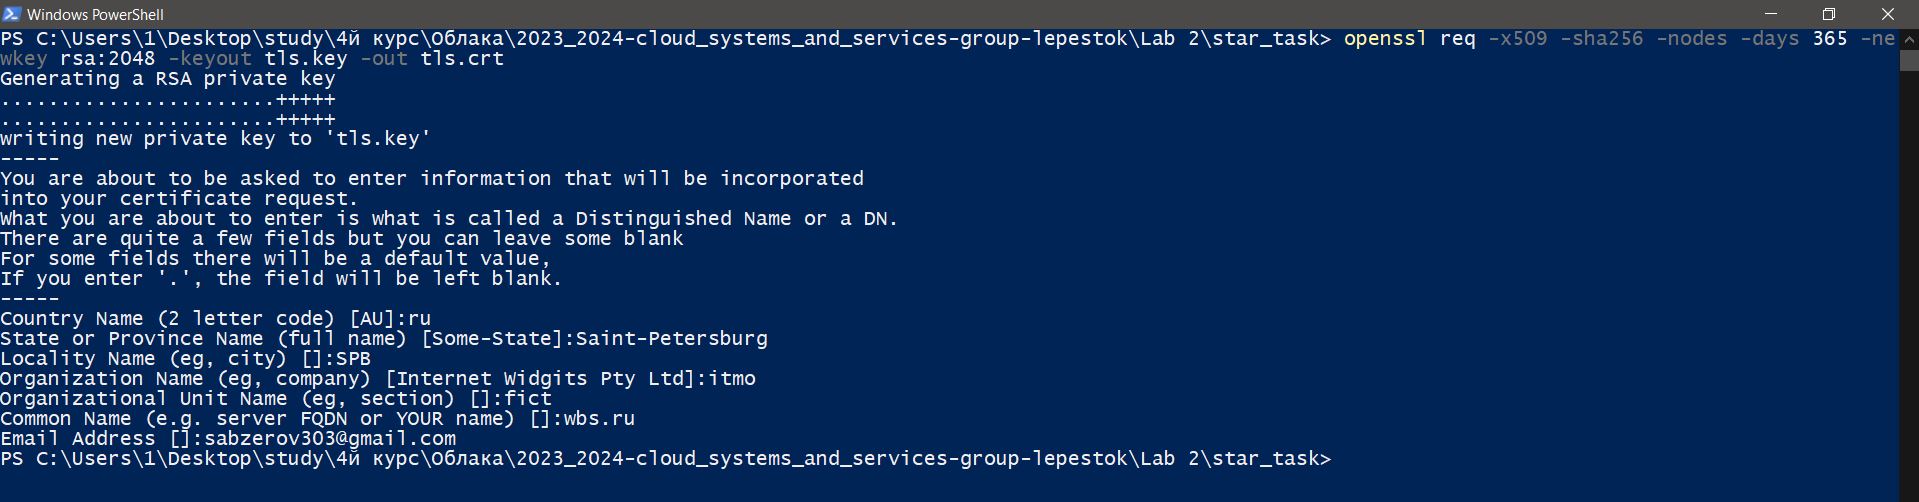 Windows PowerShell
PS C:\Users\1\Desktop\study\4й курс\Облака\2023_2024-cloud_systems_and_services-group-lepestok\Lab 2\star_task> openssl req -x509 -sha256 -nodes -days 365 -ne
wkey rsa:2048 -keyout tls.key -out tls.crt
Generating a RSA private key
.......................+++++
.......................+++++
writing new private key to 'tls.key'
-----
You are about to be asked to enter information that will be incorporated
into your certificate request.
What you are about to enter is what is called a Distinguished Name or a DN.
There are quite a few fields but you can leave some blank
For some fields there will be a default value,
If you enter '.', the field will be left blank.
-----
Country Name (2 letter code) [AU]:ru
State or Province Name (full name) [Some-State]:Saint-Petersburg
Locality Name (eg, city) []:SPB
Organization Name (eg, company) [Internet Widgits Pty Ltd]:itmo
Organizational Unit Name (eg, section) []:fict
Common Name (e.g. server FQDN or YOUR name) []:wbs.ru
Email Address []:sabzerov303@gmail.com
PS C:\Users\1\Desktop\study\4й курс\Облака\2023_2024-cloud_systems_and_services-group-lepestok\Lab 2\star_task>